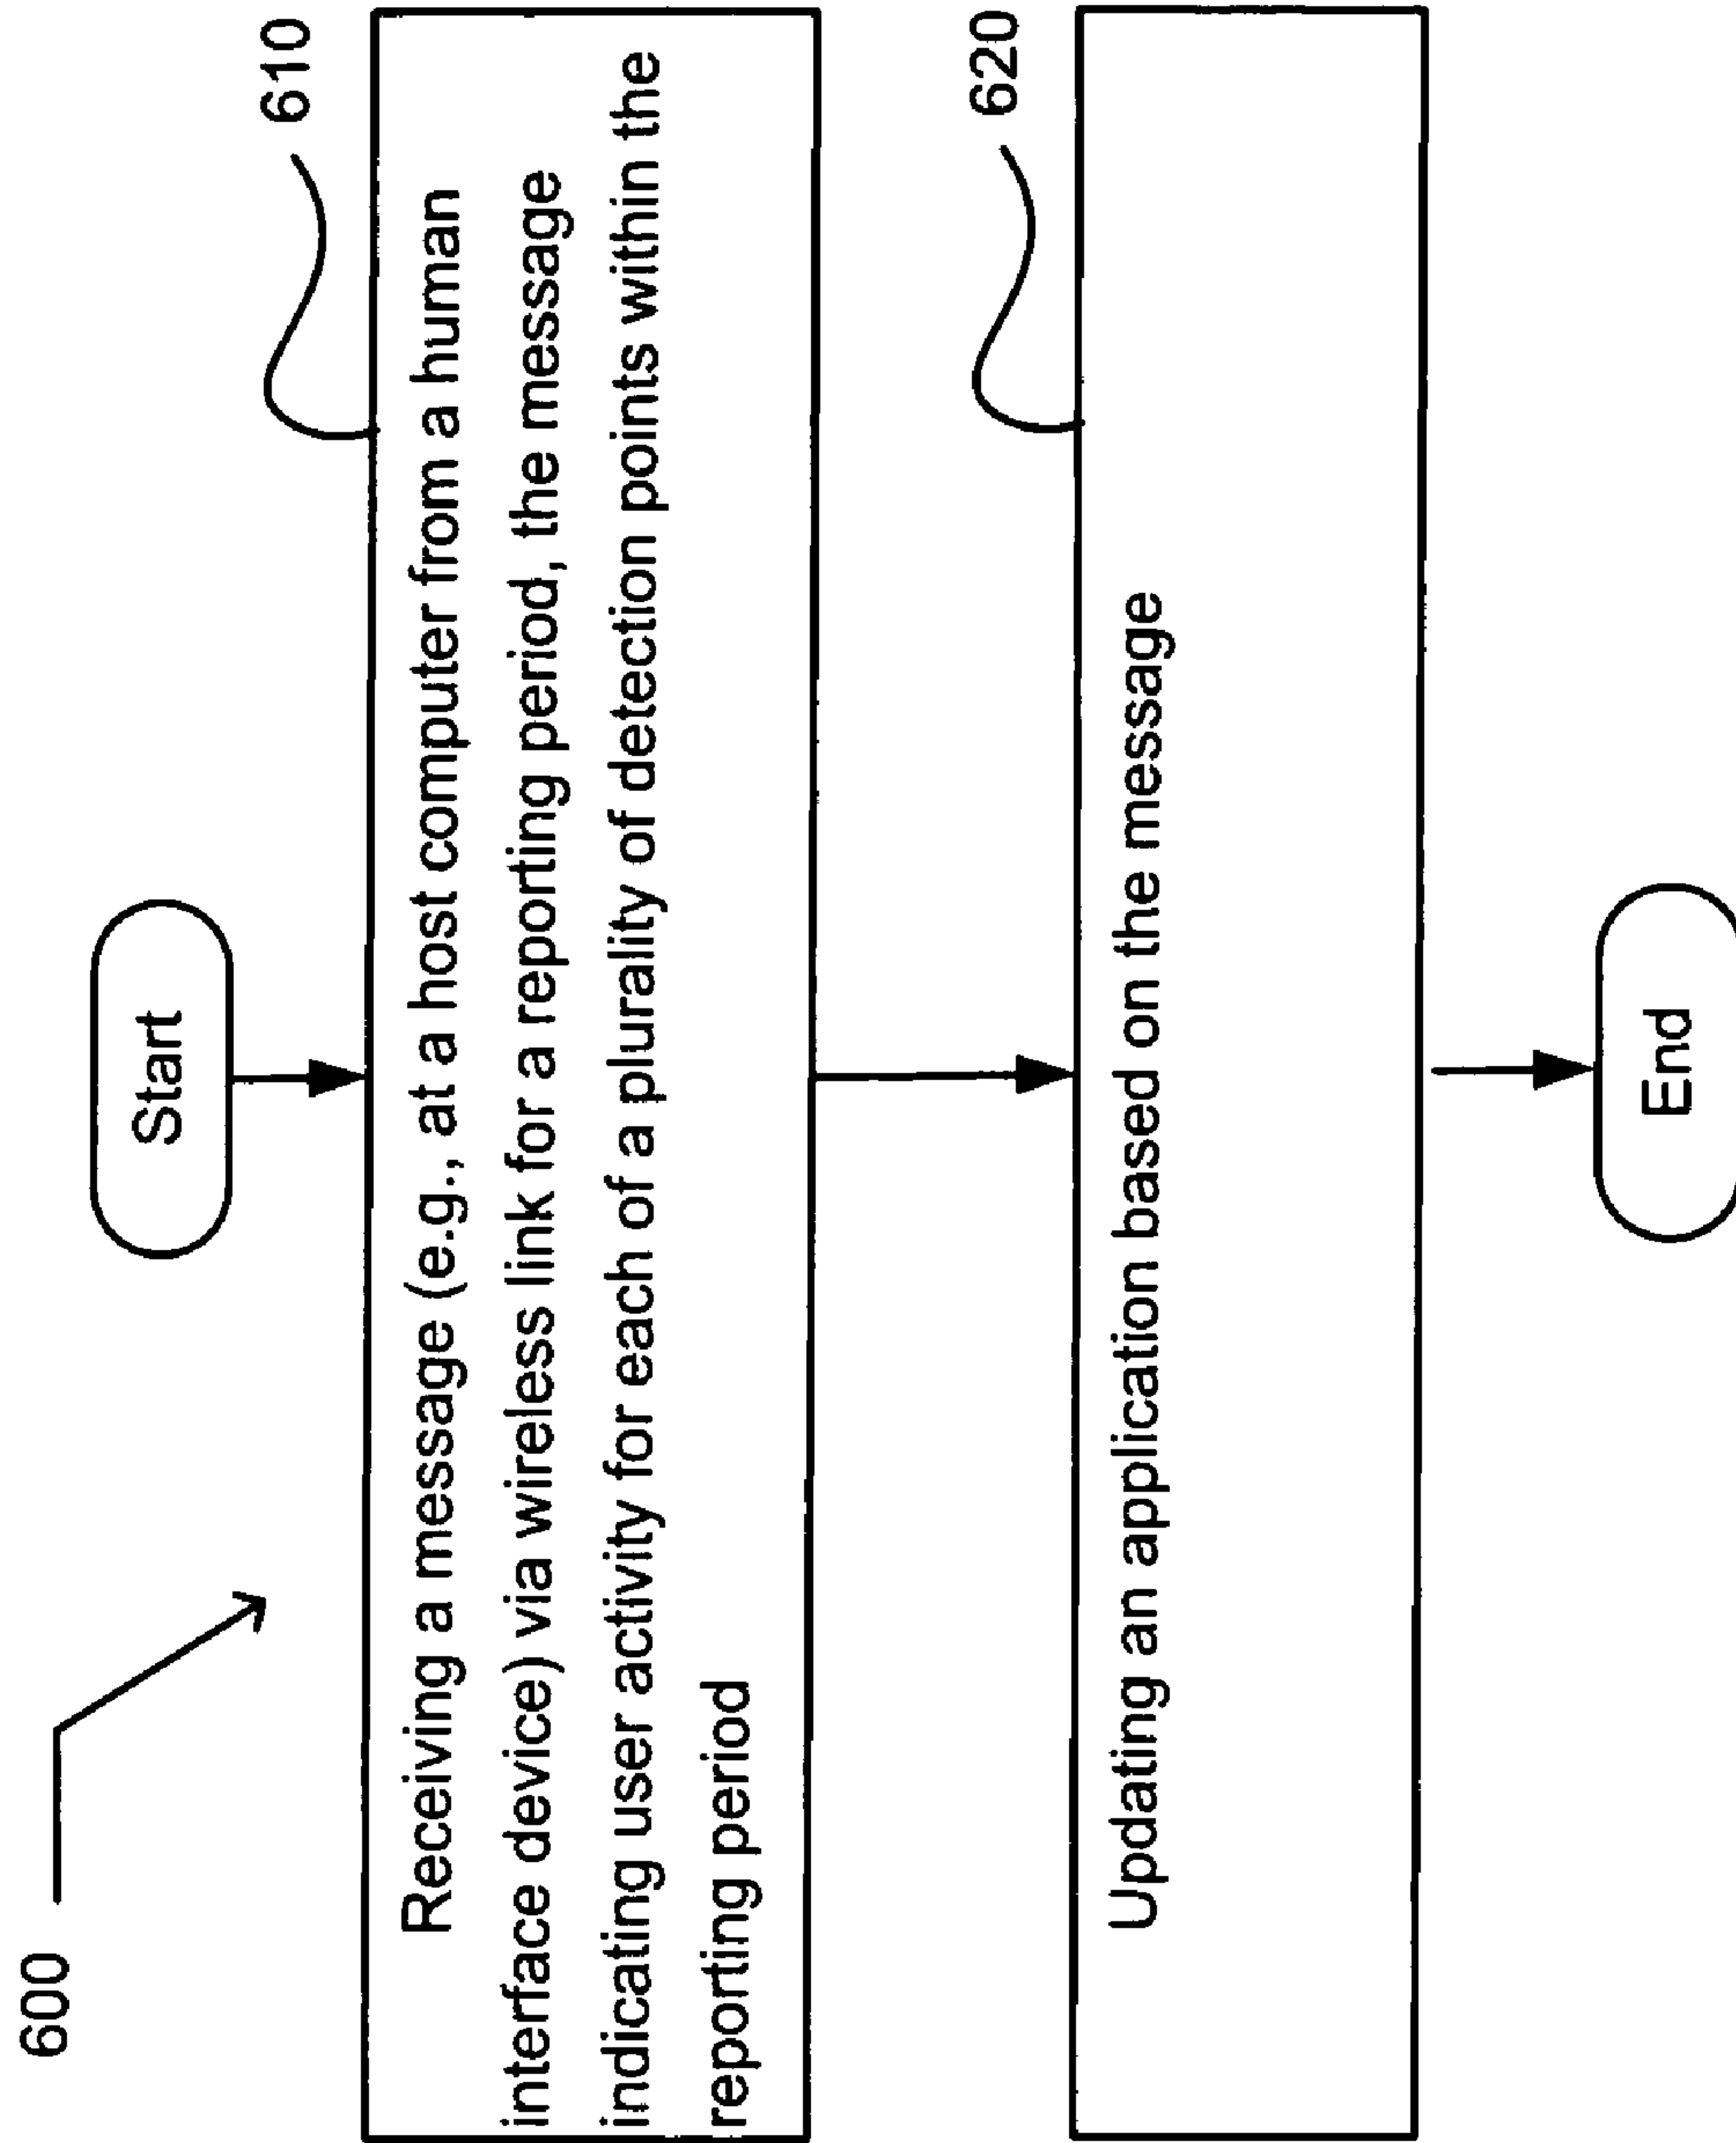 600
Start
610
Receiving a message (e.g., at a host computer from a human
interface device) via wireless link for a reporting period, the message
indicating user activity for each of a plurality of detection points within the
reporting period
620
Updating an application based on the message
End